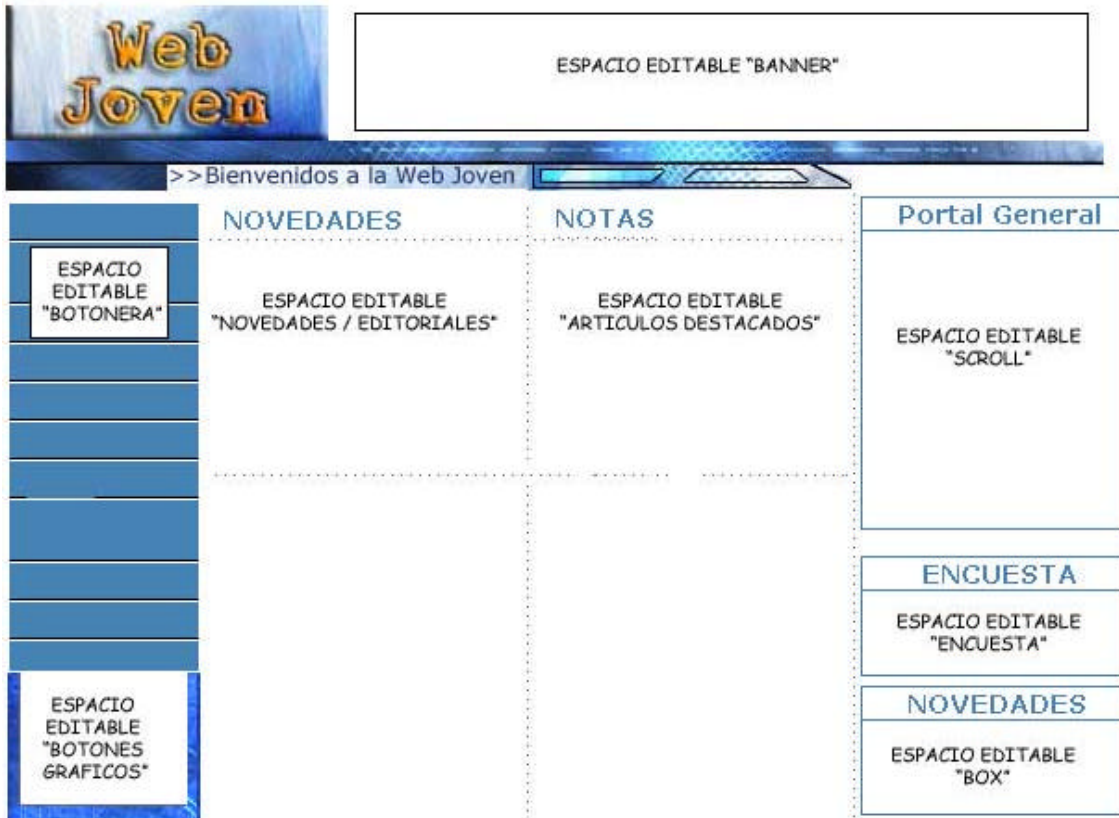 Web
Joven
ESPACIO EDITABLE "BANNER"
>>Bienvenidos a la Web Joven
NOVEDADES
NOTAS
Portal General
ESPACIO
EDITABLE
"BOTONERA"
ESPACIO EDITABLE
"NOVEDADES / EDITORIALES"
ESPACIO EDITABLE
"ARTICULOS DESTACADOS"
ESPACIO EDITABLE
"SCROLL"
ENCUESTA
ESPACIO EDITABLE
"ENCUESTA"
ESPACIO
EDITABLE
"BOTONES
GRAFICOS"
NOVEDADES
ESPACIO EDITABLE
"BOX"